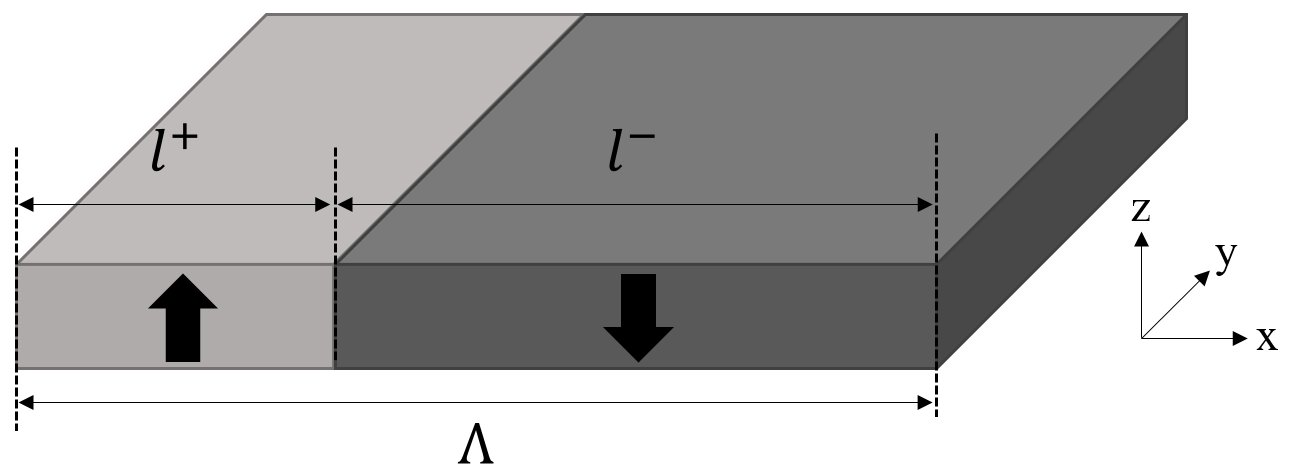 l⁺
l⁻
z
y
x
Λ